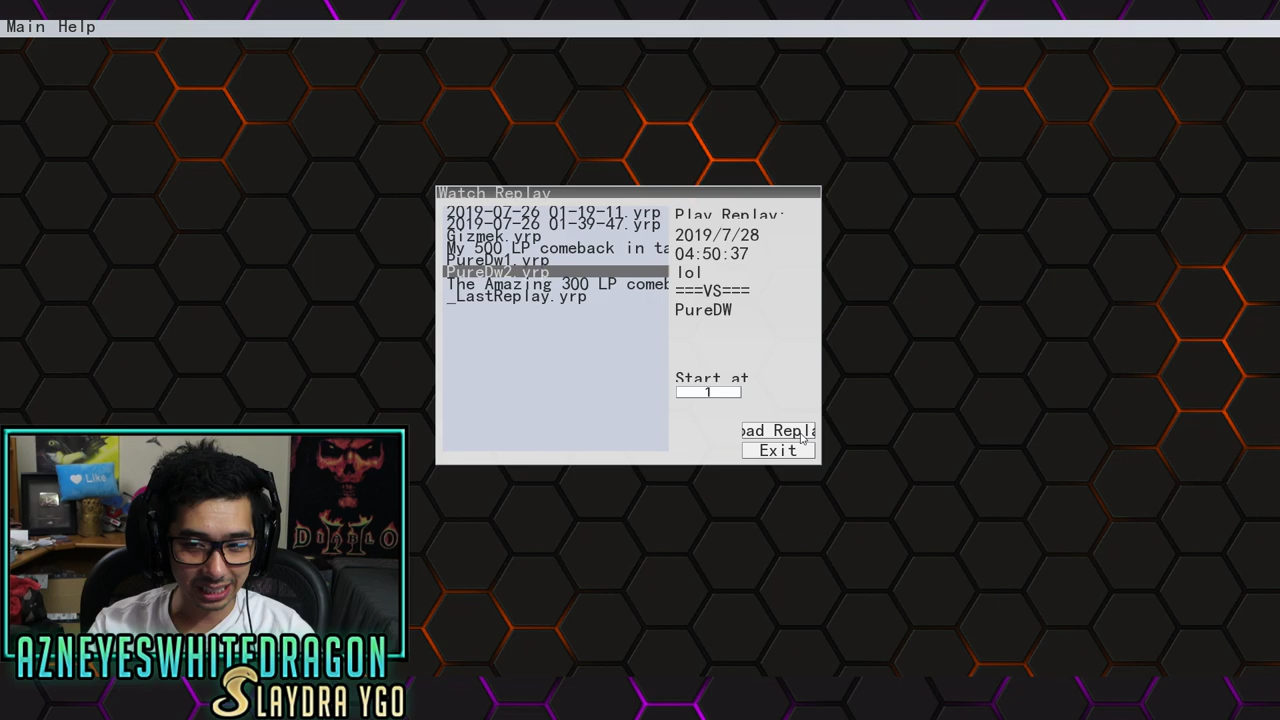 Main Help
Watch Replay
2019-07-26 01-19-11.yrp
2019-07-26 01-39-47.yrp
Gizmek.yrp
My 500 LP comeback in ta
PureDw1.yrp
PureDw2.yrp
The Amazing 300 LP comeb
_LastReplay.yrp
Play Replay:
2019/7/28
04:50:37
lol
===VS===
PureDW
Start at
1
oad Repla
Exit
Like
DIABLO
II
AZNEYESWHITEDRAGON
SLAYDRA YGO